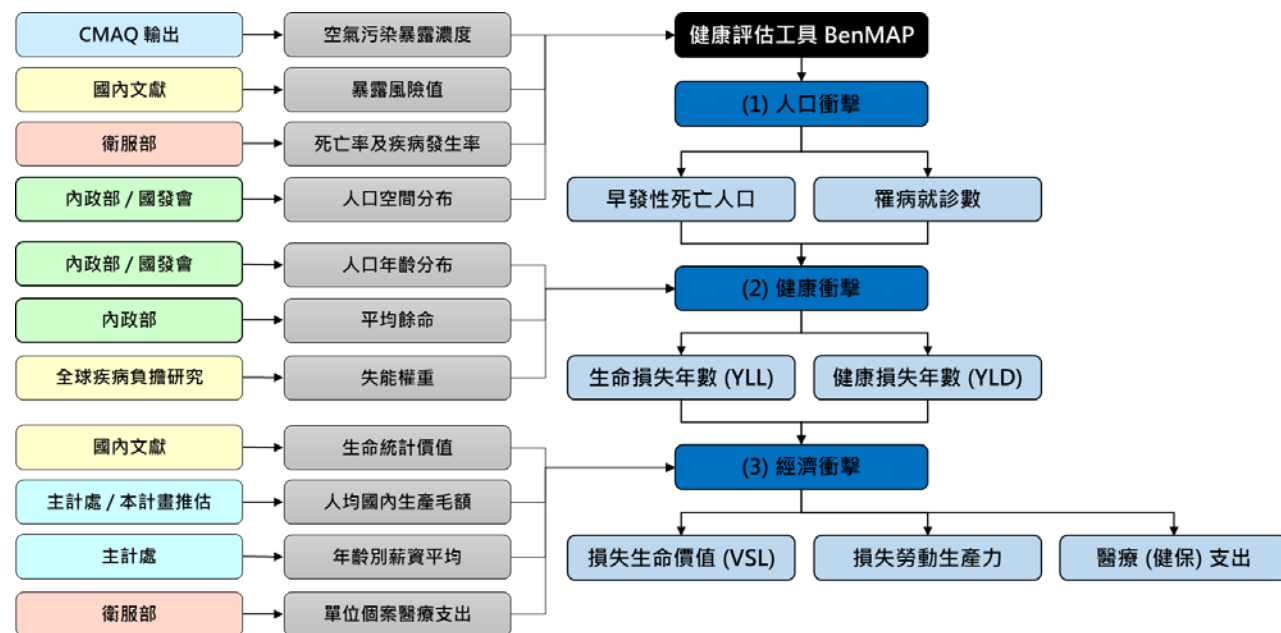 CMAQ 輸出
空氣污染暴露濃度
健康評估工具 BenMAP
國內文獻
暴露風險值
(1) 人口衝擊
衛服部
死亡率及疾病發生率
內政部 / 國發會
人口空間分布
早發性死亡人口
罹病就診數
內政部 / 國發會
人口年齡分布
(2) 健康衝擊
內政部
平均餘命
全球疾病負擔研究
失能權重
生命損失年數 (YLL)
健康損失年數 (YLD)
國內文獻
生命統計價值
(3) 經濟衝擊
主計處 / 本計畫推估
人均國內生產毛額
主計處
年齡別薪資平均
損失生命價值 (VSL)
損失勞動生產力
醫療 (健保) 支出
衛服部
單位個案醫療支出